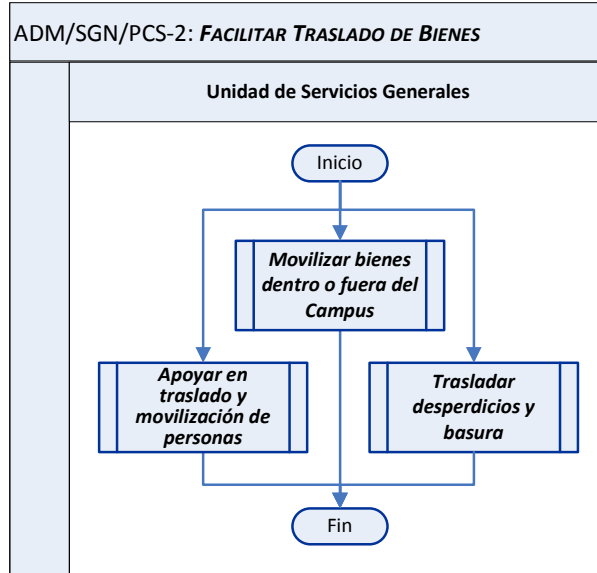 ADM/SGN/PCS-2: FACILITAR TRASLADO DE BIENES
Unidad de Servicios Generales
Inicio
Movilizar bienes
dentro o fuera del
Campus
Apoyar en
traslado y
movilización de
personas
Trasladar
desperdicios y
basura
Fin